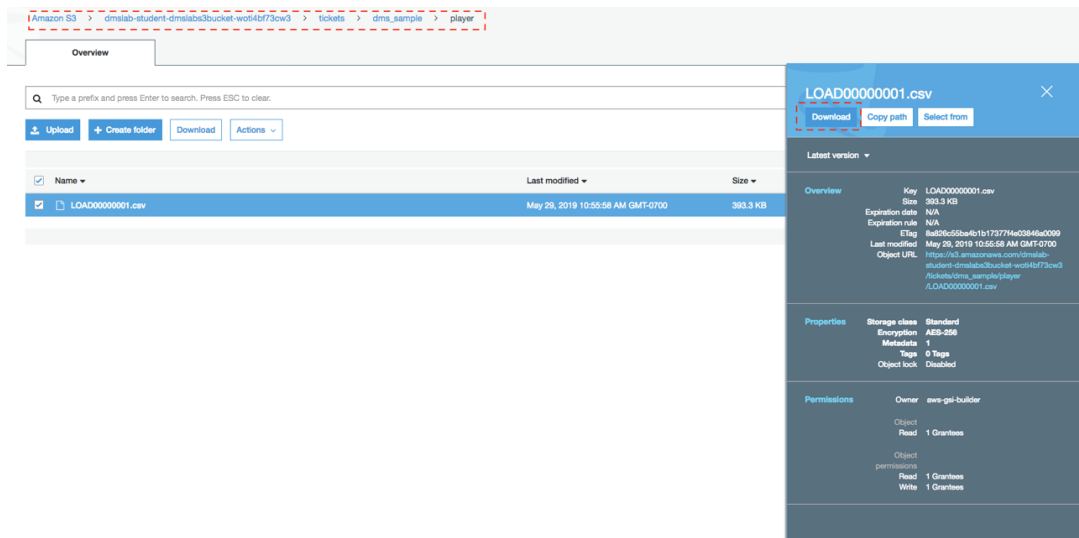 Amazon S3 > dmslab-student-dmslabs3bucket-woti4bf73cw3 > tickets > dms_sample > player
Overview
Type a prefix and press Enter to search. Press ESC to clear.
Upload + Create folder Download Actions
Name Last modified Size
LOAD00000001.csv May 29, 2019 10:55:58 AM GMT-0700 393.3 KB
LOAD00000001.csv
Download Copy path Select from
Latest version
Overview Key LOAD00000001.csv
Size 393.3 KB
Expiration date N/A
Expiration rule N/A
ETag 8a826c55ba4b1b17377f4e03846a0099
Last modified May 29, 2019 10:55:58 AM GMT-0700
Object URL https://s3.amazonaws.com/dmslab-
student-dmslabs3bucket-woti4bf73cw3
/tickets/dms_sample/player
/LOAD00000001.csv
Properties Storage class Standard
Encryption AES-256
Metadata 1
Tags 0 Tags
Object lock Disabled
Permissions Owner aws-gsi-builder
Object
Read 1 Grantees
Object
permissions
Read 1 Grantees
Write 1 Grantees